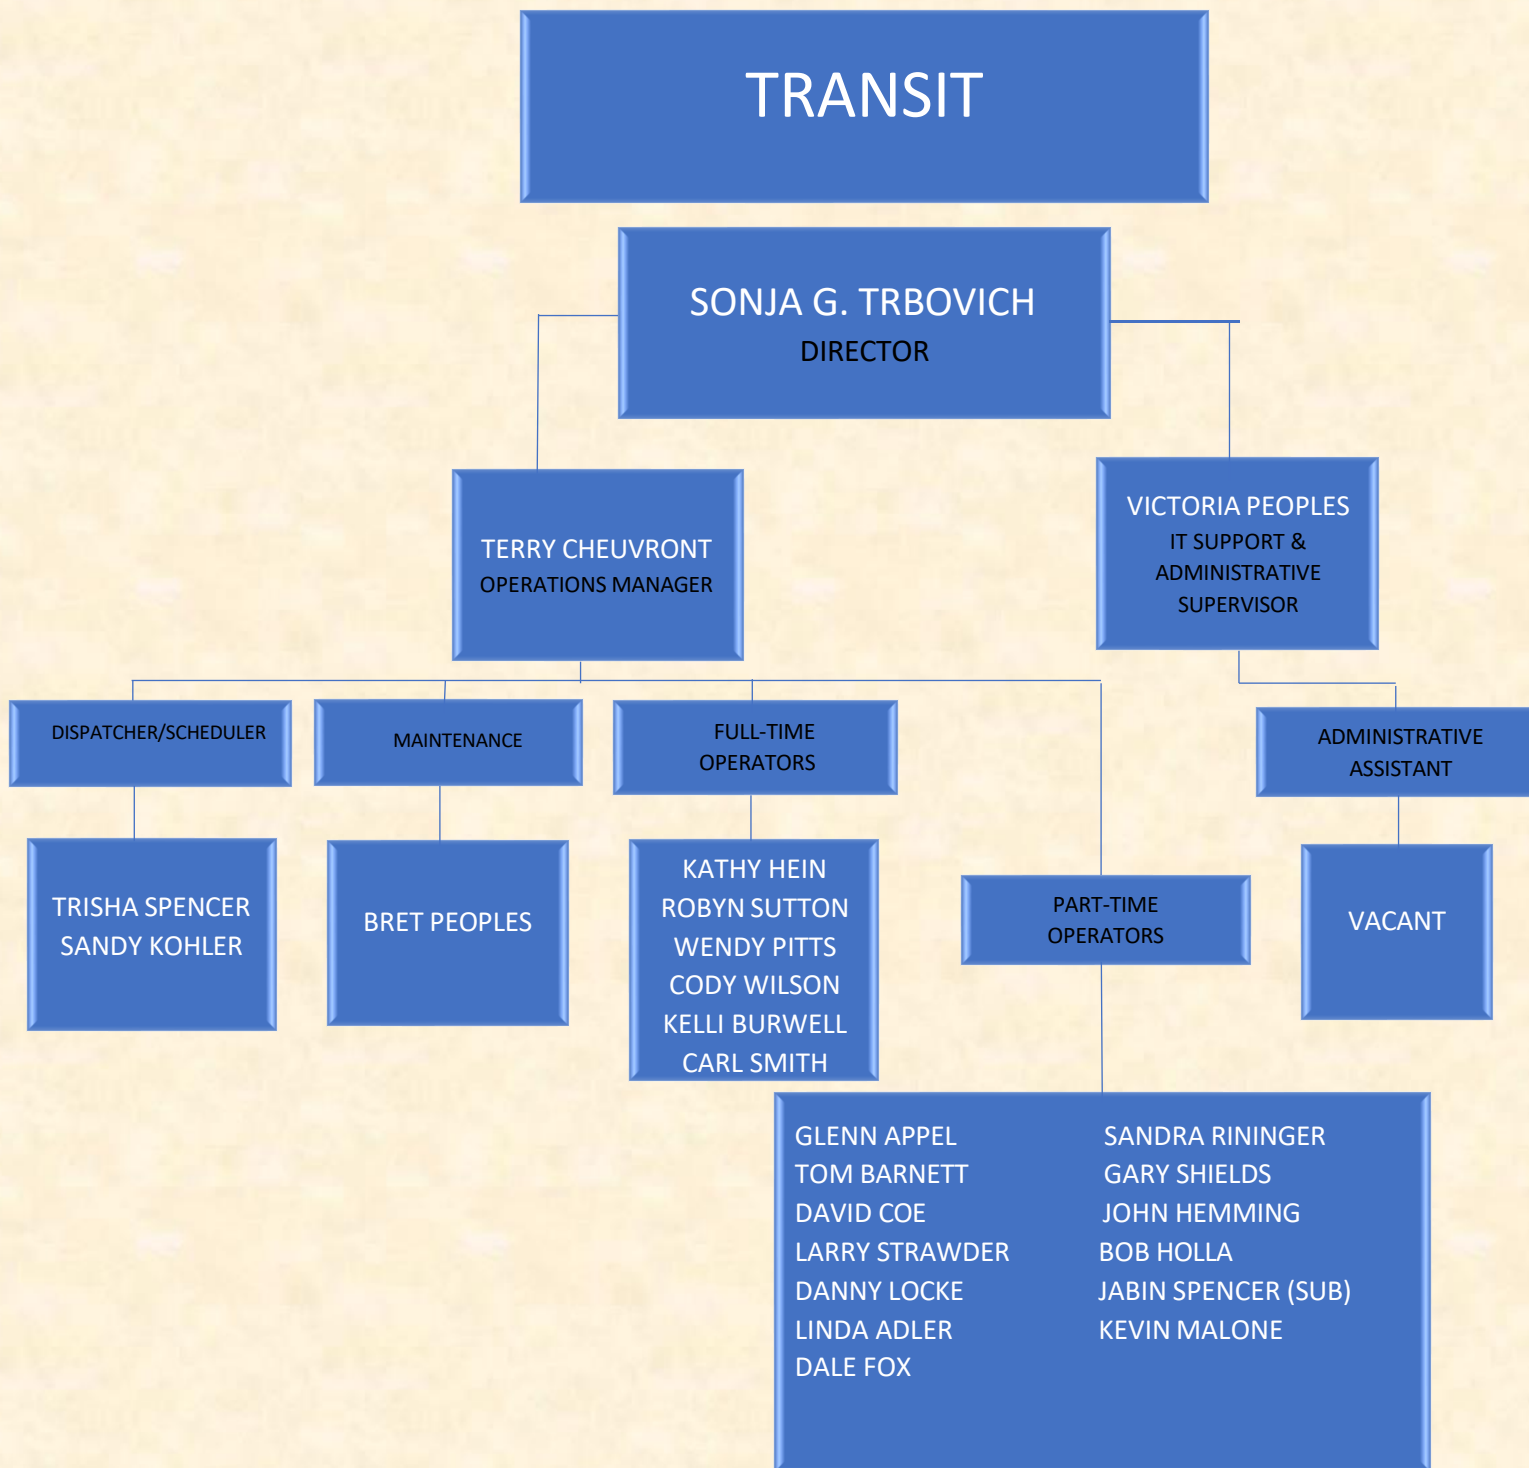 TRANSIT
SONJA G. TRBOVICH
DIRECTOR
TERRY CHEUVRONT
OPERATIONS MANAGER
VICTORIA PEOPLES
IT SUPPORT &
ADMINISTRATIVE
SUPERVISOR
DISPATCHER/SCHEDULER
MAINTENANCE
FULL-TIME
OPERATORS
ADMINISTRATIVE
ASSISTANT
TRISHA SPENCER
SANDY KOHLER
BRET PEOPLES
KATHY HEIN
ROBYN SUTTON
WENDY PITTS
CODY WILSON
KELLI BURWELL
CARL SMITH
PART-TIME
OPERATORS
VACANT
GLENN APPEL SANDRA RININGER
TOM BARNETT GARY SHIELDS
DAVID COE JOHN HEMMING
LARRY STRAWDER BOB HOLLA
DANNY LOCKE JABIN SPENCER (SUB)
LINDA ADLER KEVIN MALONE
DALE FOX